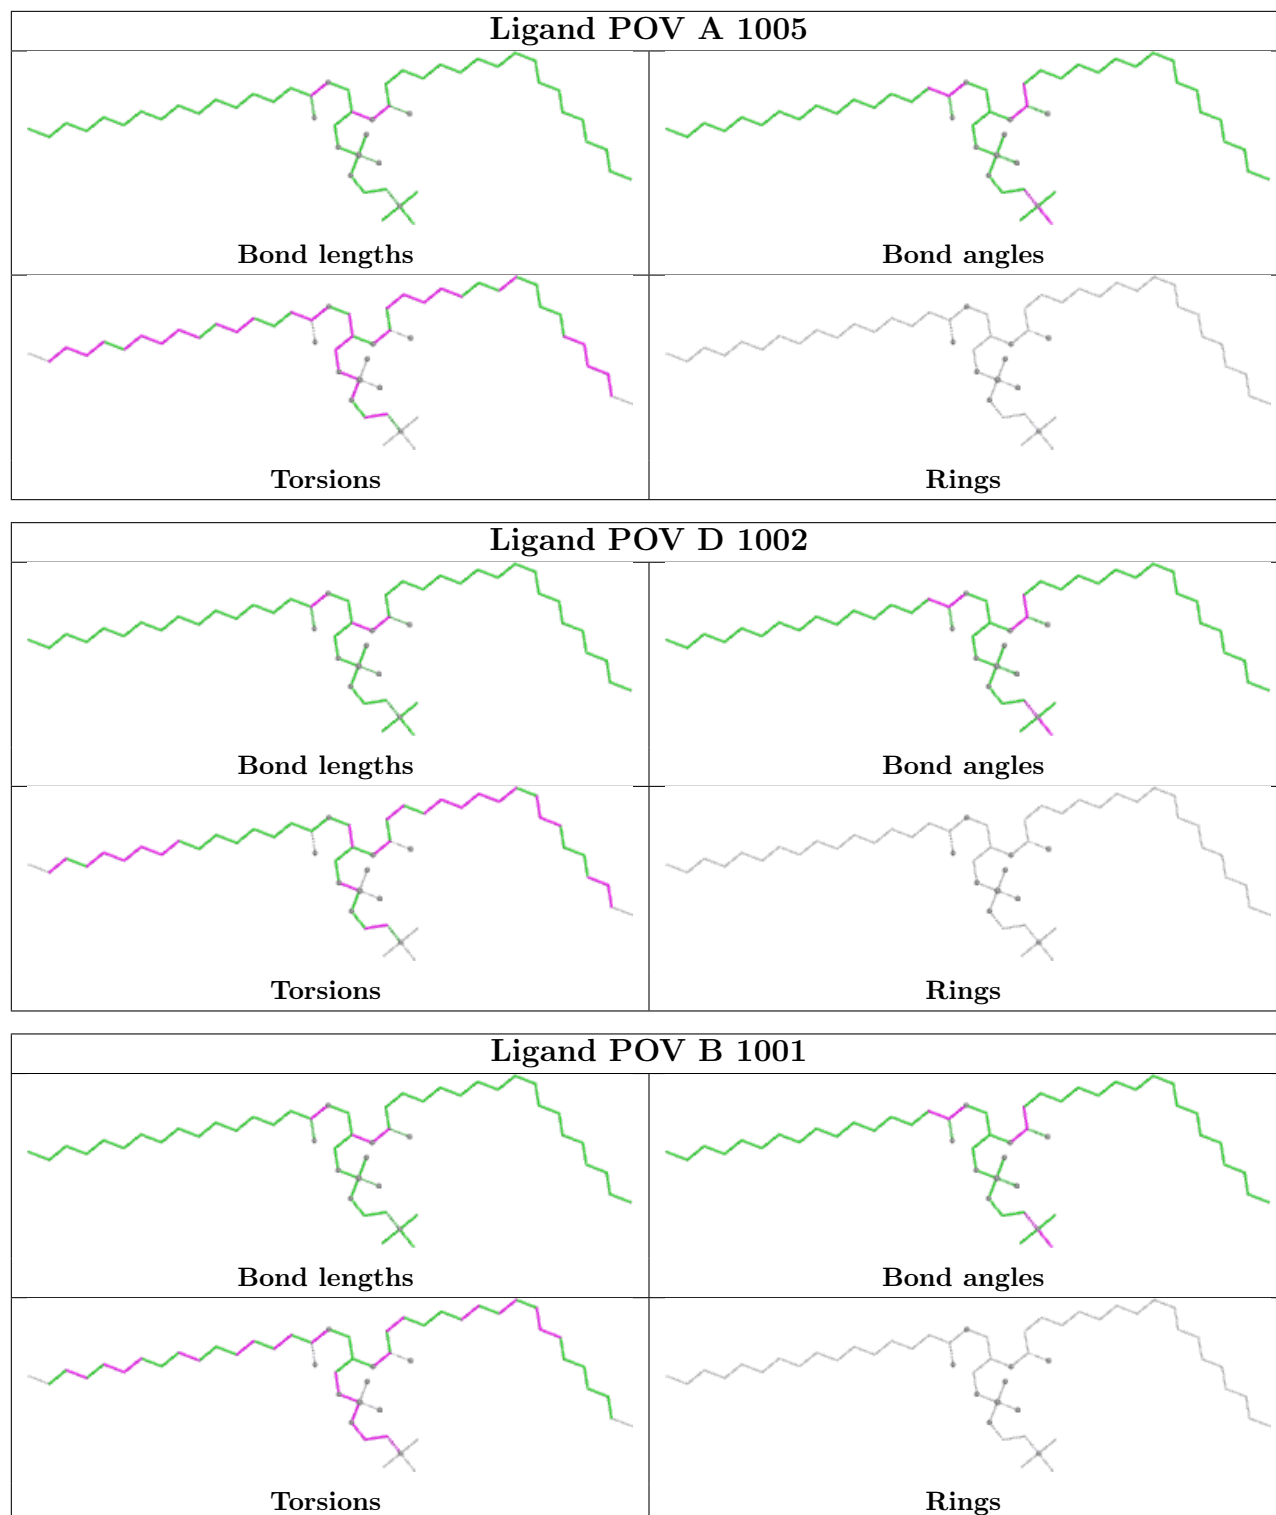 Ligand POV A 1005
Bond lengths
Bond angles
Torsions
Rings
Ligand POV D 1002
Bond lengths
Bond angles
Torsions
Rings
Ligand POV B 1001
Bond lengths
Bond angles
Torsions
Rings